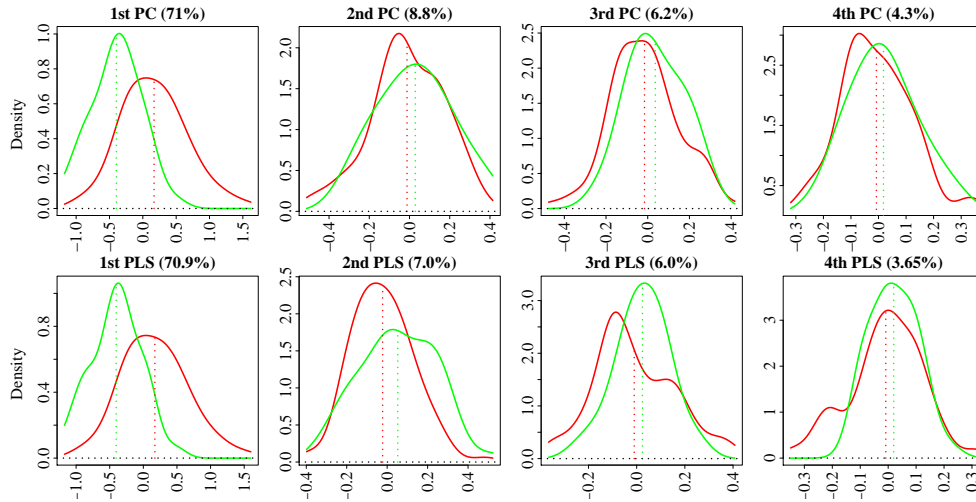 1st PC (71%) 2nd PC (8.8%) 3rd PC (6.2%) 4th PC (4.3%)
Density
0.0 0.2 0.4 0.6 0.8 1.0
−1.0 −0.5 0.0 0.5 1.0 1.5
0.0 0.5 1.0 1.5 2.0
−0.4 −0.2 0.0 0.2 0.4
0.0 0.5 1.0 1.5 2.0 2.5
−0.4 −0.2 0.0 0.2 0.4
0.5 1.5 2.5
−0.3 −0.2 −0.1 0.0 0.1 0.2 0.3
1st PLS (70.9%) 2nd PLS (7.0%) 3rd PLS (6.0%) 4th PLS (3.65%)
Density
0.0 0.4 0.8
−1.0 −0.5 0.0 0.5 1.0 1.5
0.0 0.5 1.0 1.5 2.0 2.5
−0.4 −0.2 0.0 0.2 0.4
0.0 1.0 2.0 3.0
−0.2 0.0 0.2 0.4
0 1 2 3
−0.3 −0.2 −0.1 0.0 0.1 0.2 0.3